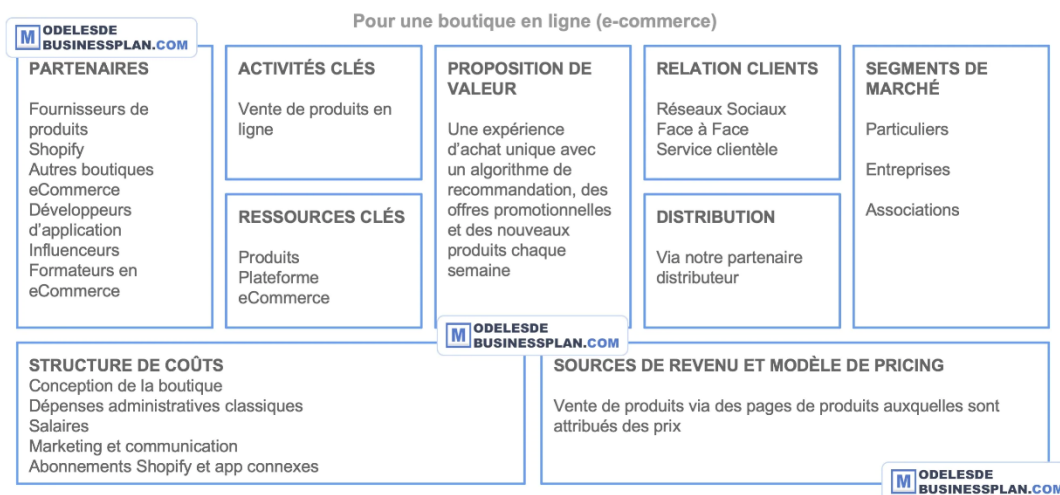 Pour une boutique en ligne (e-commerce)
MODELESDE
BUSINESSPLAN.COM
PARTENAIRES
Fournisseurs de
produits
Shopify
Autres boutiques
eCommerce
Développeurs
d'application
Influenceurs
Formateurs en
eCommerce
ACTIVITÉS CLÉS
Vente de produits en
ligne
RESSOURCES CLÉS
Produits
Plateforme
eCommerce
PROPOSITION DE
VALEUR
Une expérience
d'achat unique avec
un algorithme de
recommandation, des
offres promotionnelles
et des nouveaux
produits chaque
semaine
RELATION CLIENTS
Réseaux Sociaux
Face à Face
Service clientèle
DISTRIBUTION
Via notre partenaire
distributeur
SEGMENTS DE
MARCHÉ
Particuliers
Entreprises
Associations
MODELESDE
BUSINESSPLAN.COM
STRUCTURE DE COÛTS
Conception de la boutique
Dépenses administratives classiques
Salaires
Marketing et communication
Abonnements Shopify et app connexes
SOURCES DE REVENU ET MODÈLE DE PRICING
Vente de produits via des pages de produits auxquelles sont
attribués des prix
MODELESDE
BUSINESSPLAN.COM